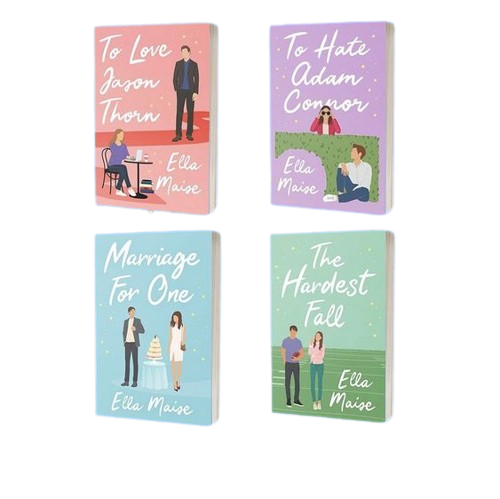 To Love
Jason
Thorn
Ella
Maise
To Hate
Adam
Connor
Ella
Maise
Marriage
For One
Ella Maise
The
Hardest
Fall
Ella
Maise